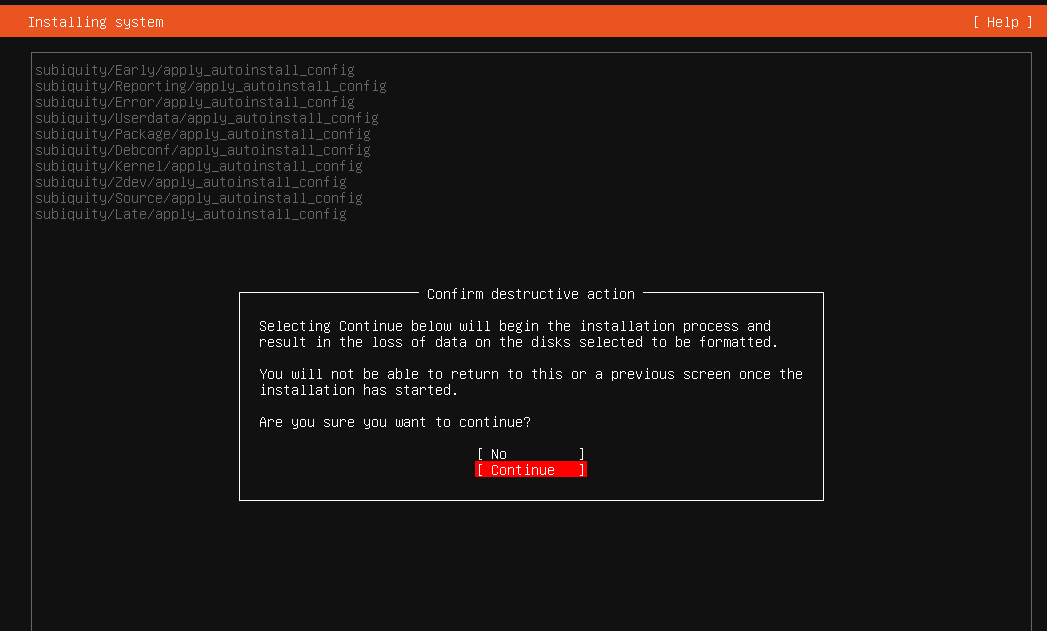 Installing system [ Help ]
subiquity/Early/apply_autoinstall_config
subiquity/Reporting/apply_autoinstall_config
subiquity/Error/apply_autoinstall_config
subiquity/Userdata/apply_autoinstall_config
subiquity/Package/apply_autoinstall_config
subiquity/Debconf/apply_autoinstall_config
subiquity/Kernel/apply_autoinstall_config
subiquity/Zdev/apply_autoinstall_config
subiquity/Source/apply_autoinstall_config
subiquity/Late/apply_autoinstall_config
Confirm destructive action
Selecting Continue below will begin the installation process and
result in the loss of data on the disks selected to be formatted.
You will not be able to return to this or a previous screen once the
installation has started.
Are you sure you want to continue?
[ No ]
[ Continue ]